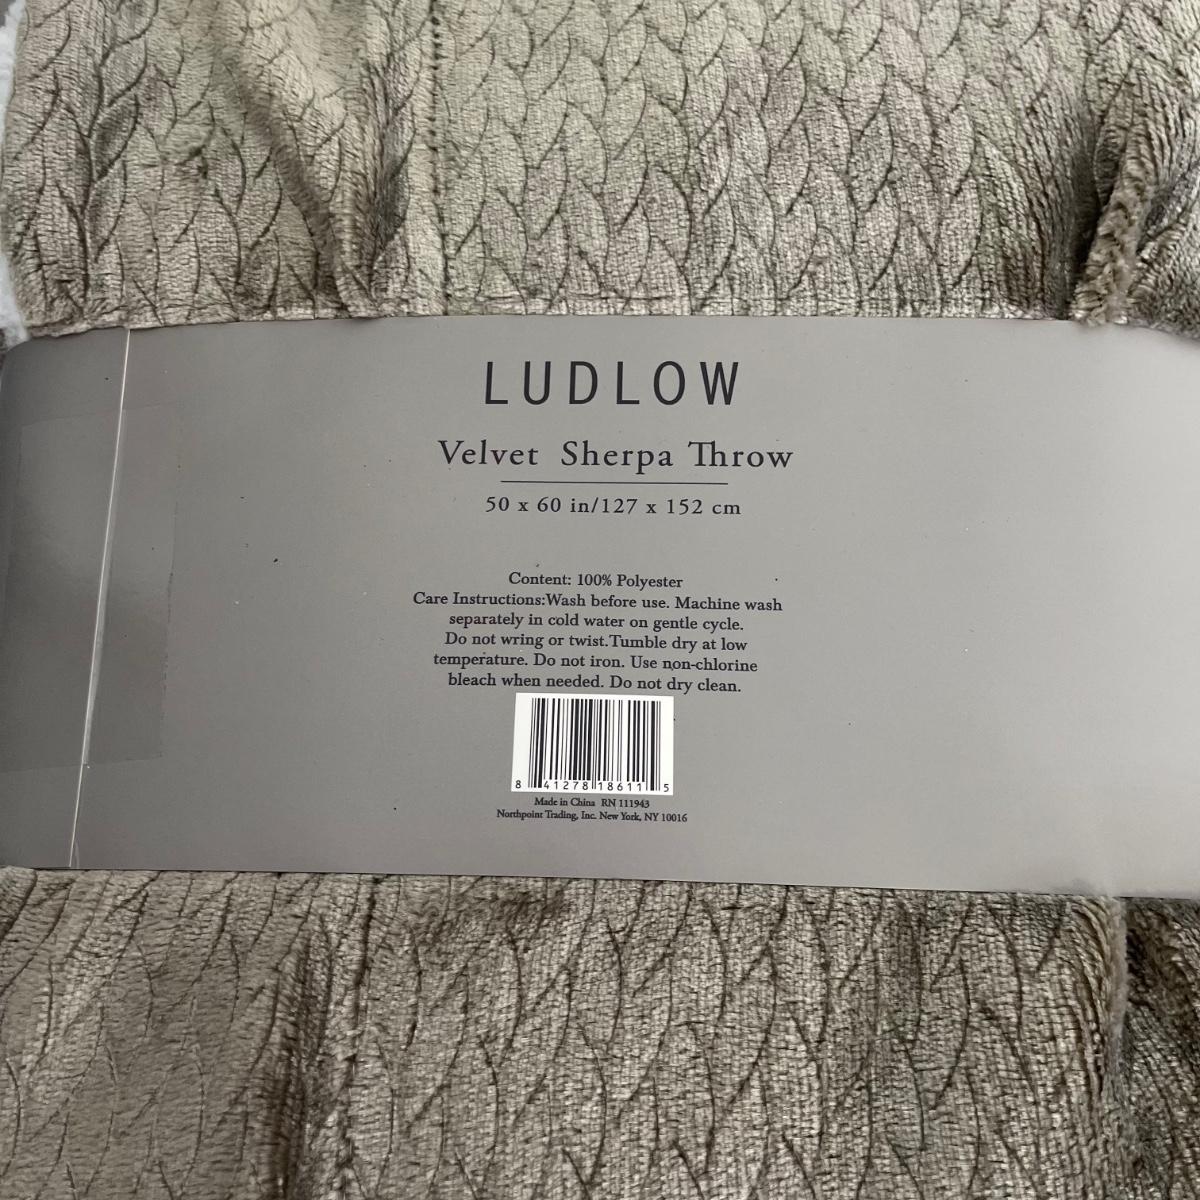 LUDLOW
Velvet Sherpa Throw
50 x 60 in/127 x 152 cm
Content: 100% Polyester
Care Instructions:Wash before use. Machine wash
separately in cold water on gentle cycle.
Do not wring or twist.Tumble dry at low
temperature. Do not iron. Use non-chlorine
bleach when needed. Do not dry clean.
8 41278 18611 5
Made in China RN 111943
Northpoint Trading, Inc. New York, NY 10016